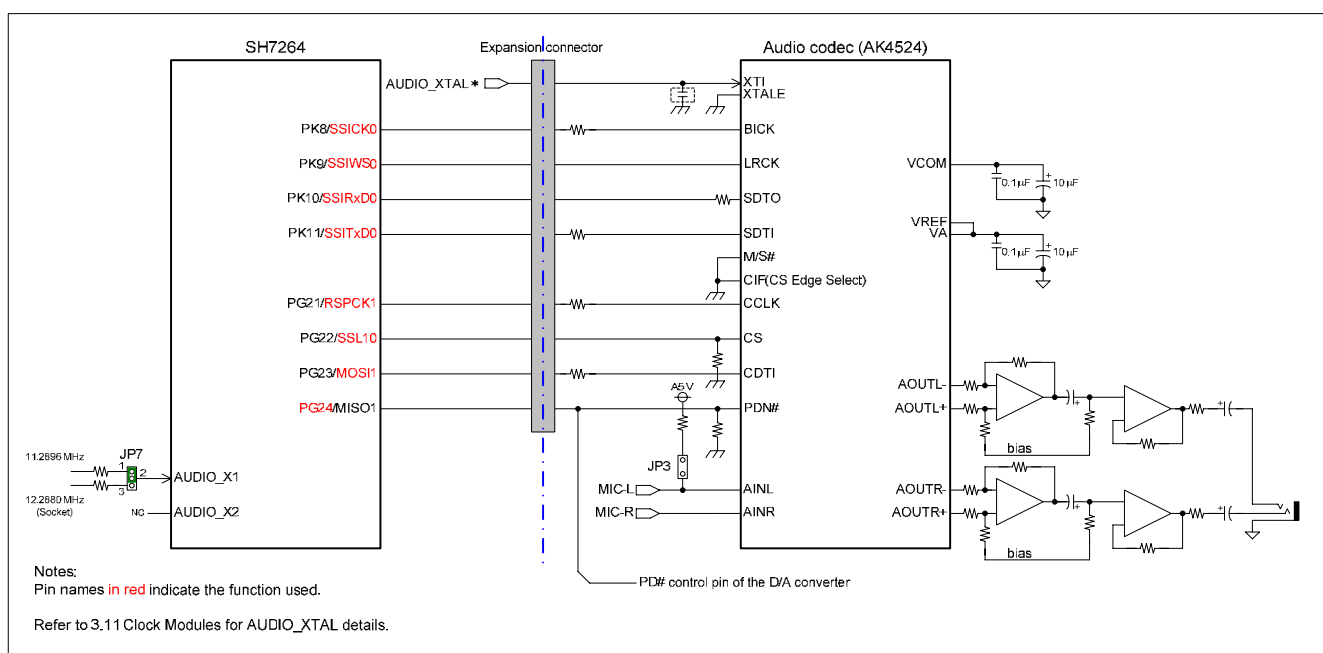 SH7264
Expansion connector
Audio codec (AK4524)
AUDIO_XTAL*
XTI
XTALE
PK8/SSICK0
BICK
PK9/SSIWS0
LRCK
VCOM
PK10/SSIRxD0
SDTO
0.1µF
10µF
PK11/SSITxD0
SDTI
VREF
VA
M/S#
0.1µF
10µF
CIF(CS Edge Select)
PG21/RSPCK1
CCLK
PG22/SSL10
CS
PG23/MOSI1
CDTI
A5V
AOUTL-
PG24/MISO1
PDN#
AOUTL+
bias
11.2896 MHz
JP7
1
2
3
AUDIO_X1
JP3
MIC-L
AINL
AOUTR-
12.2880 MHz
(Socket)
NC
AUDIO_X2
MIC-R
AINR
AOUTR+
bias
Notes:
PD# control pin of the D/A converter
Pin names in red indicate the function used.
Refer to 3.11 Clock Modules for AUDIO_XTAL details.